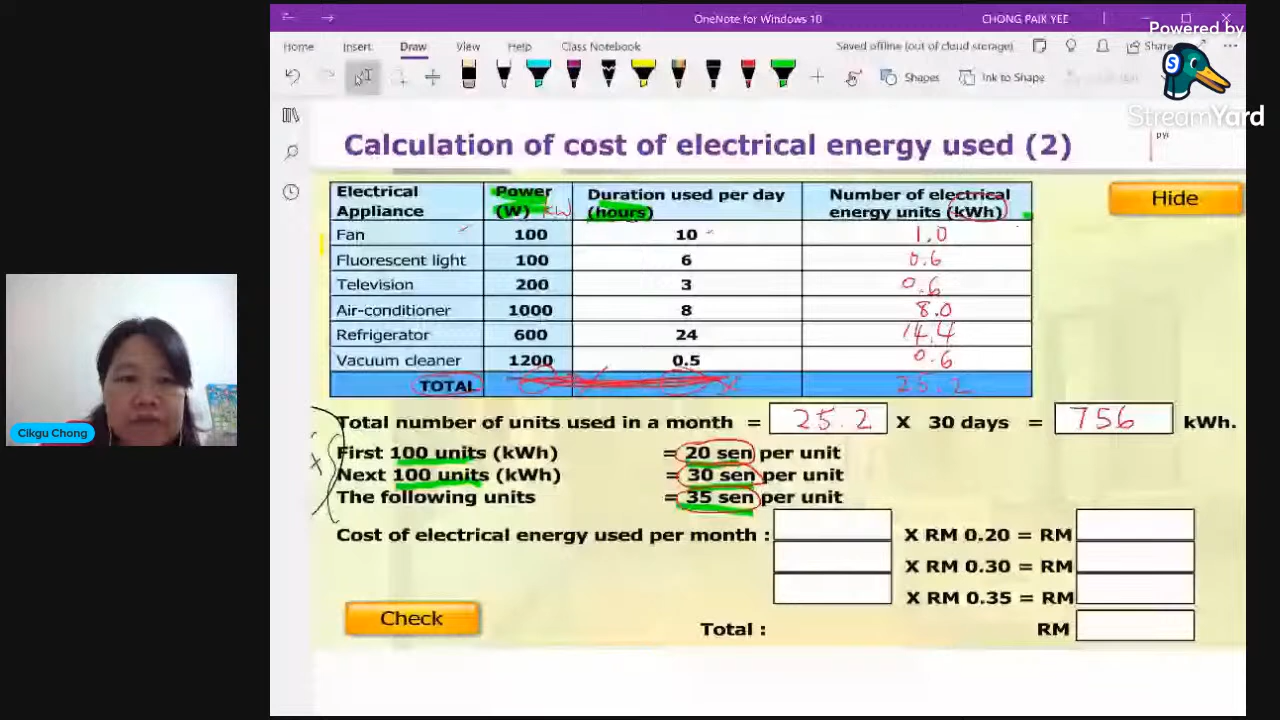 OneNote for Windows 10
CHONG PAIK YEE
Powered by
StreamYard
Home Insert Draw View Help Class Notebook
Saved offline (out of cloud storage)
Share
Shapes
Ink to Shape
Calculation of cost of electrical energy used (2)
Hide
Electrical Appliance Power (W) kW Duration used per day (hours) Number of electrical energy units (kWh)
Fan 100 10 1.0
Fluorescent light 100 6 0.6
Television 200 3 0.6
Air-conditioner 1000 8 8.0
Refrigerator 600 24 14.4
Vacuum cleaner 1200 0.5 0.6
TOTAL 25.2
Total number of units used in a month = 25.2 X 30 days = 756 kWh.
First 100 units (kWh) = 20 sen per unit
Next 100 units (kWh) = 30 sen per unit
The following units = 35 sen per unit
Cost of electrical energy used per month : X RM 0.20 = RM
X RM 0.30 = RM
X RM 0.35 = RM
Check
Total : RM
Cikgu Chong